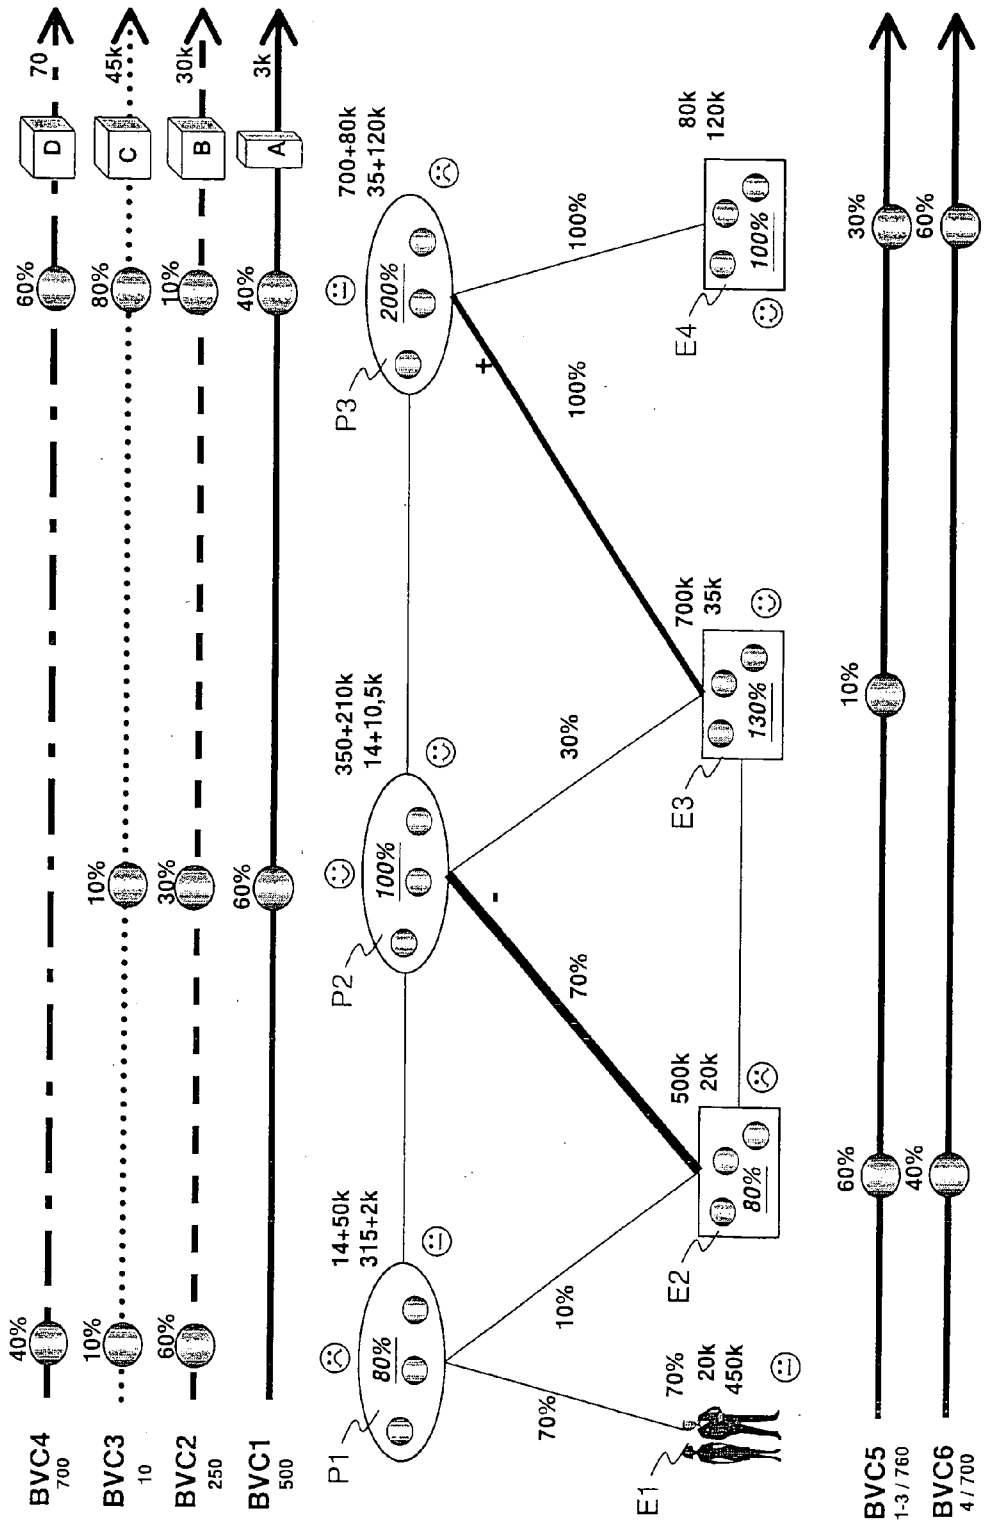 BVC4
700
40%
60%
D
70
BVC3
10
10%
10%
80%
C
45k
BVC2
250
60%
30%
10%
B
30k
BVC1
500
60%
40%
A
3k
P1
80%
14+50k
315+2k
P2
100%
350+210k
14+10,5k
P3
200%
700+80k
35+120k
70%
10%
70%
-
30%
100%
+
100%
E1
70%
20k
450k
E2
80%
500k
20k
E3
130%
700k
35k
E4
100%
80k
120k
BVC5
1-3 / 760
60%
10%
30%
BVC6
4 / 700
40%
60%